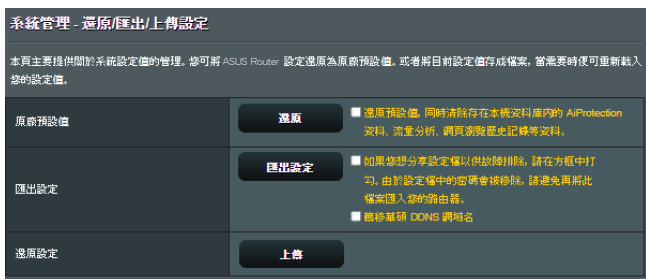 系統管理 - 還原/匯出/上傳設定
本頁主要提供關於系統設定值的管理。您可將 ASUS Router 設定還原為原廠預設值。或者將目前設定值存成檔案，當需要時便可重新載入
您的設定值。
原廠預設值
還原
還原預設值，同時清除存在本機資料庫內的 AiProtection
資料、流量分析、網頁瀏覽歷史記錄等資料。
匯出設定
匯出設定
如果您想分享設定檔以供故障排除，請在方框中打
勾。由於設定檔中的密碼會被移除，請避免再將此
檔案匯入您的路由器。
轉移華碩 DDNS 網域名
還原設定
上傳